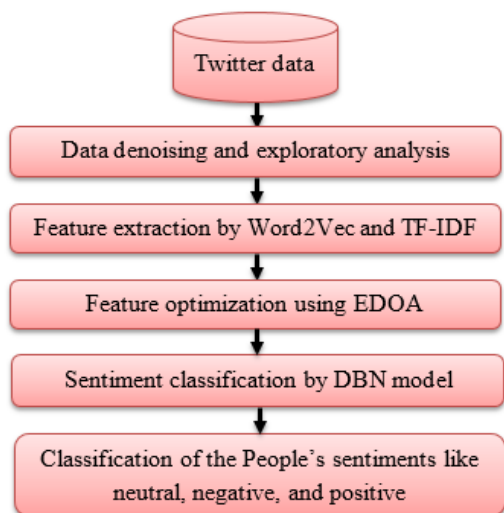 Twitter data
Data denoising and exploratory analysis
Feature extraction by Word2Vec and TF-IDF
Feature optimization using EDOA
Sentiment classification by DBN model
Classification of the People’s sentiments like
neutral, negative, and positive